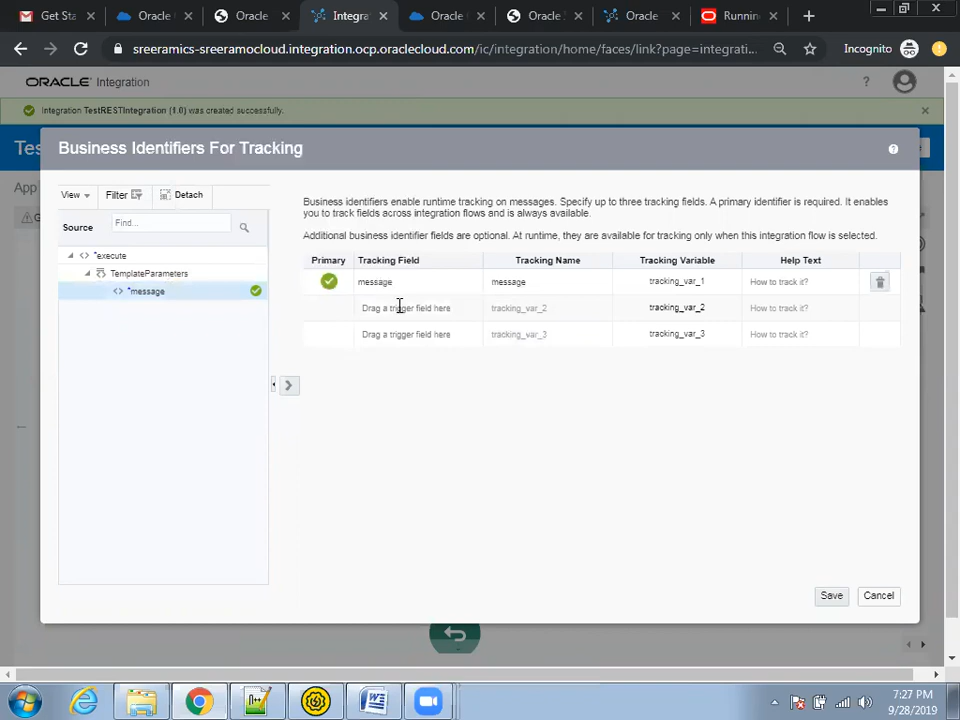 Get Sta
Oracle
Oracle
Integra
Oracle
Oracle
Oracle
Runnin
sreeramics-sreeramocloud.integration.ocp.oraclecloud.com/ic/integration/home/faces/link?page=integrati...
Incognito
ORACLE Integration
?
Integration TestRESTIntegration (1.0) was created successfully.
Tes
App
Business Identifiers For Tracking
View
Filter
Detach
Source
Find...
*execute
TemplateParameters
*message
Business identifiers enable runtime tracking on messages. Specify up to three tracking fields. A primary identifier is required. It enables
you to track fields across integration flows and is always available.
Additional business identifier fields are optional. At runtime, they are available for tracking only when this integration flow is selected.
Primary Tracking Field Tracking Name Tracking Variable Help Text
message message tracking_var_1 How to track it?
Drag a trigger field here tracking_var_2 tracking_var_2 How to track it?
Drag a trigger field here tracking_var_3 tracking_var_3 How to track it?
Save Cancel
7:27 PM
9/28/2019